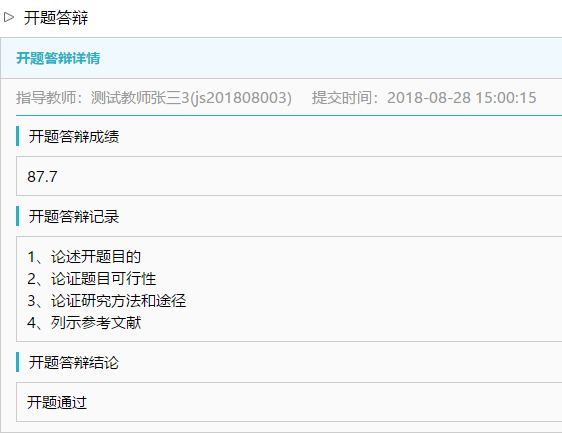 开题答辩
开题答辩详情
指导教师：测试教师张三3(js201808003) 提交时间：2018-08-28 15:00:15
开题答辩成绩
87.7
开题答辩记录
1、论述开题目的
2、论证题目可行性
3、论证研究方法和途径
4、列示参考文献
开题答辩结论
开题通过